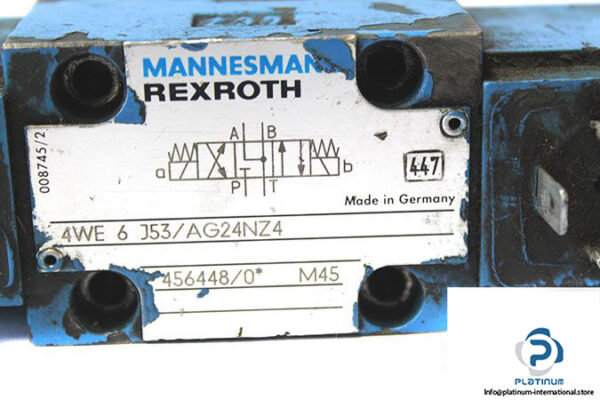 MANNESMAN
REXROTH
008745/2
A B
a b
P T
447
Made in Germany
4WE 6 J53/AG24NZ4
456448/0* M45
PLATINUM
Info@platinum-international.store